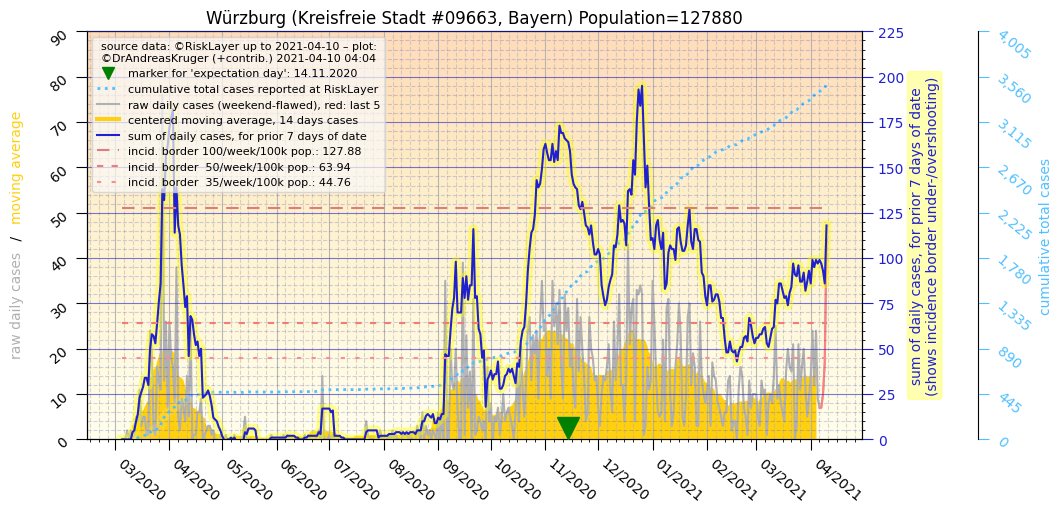 Würzburg (Kreisfreie Stadt #09663, Bayern) Population=127880
source data: ©RiskLayer up to 2021-04-10 – plot:
©DrAndreasKruger (+contrib.) 2021-04-10 04:04
marker for 'expectation day': 14.11.2020
cumulative total cases reported at RiskLayer
raw daily cases (weekend-flawed), red: last 5
centered moving average, 14 days cases
sum of daily cases, for prior 7 days of date
incid. border 100/week/100k pop.: 127.88
incid. border  50/week/100k pop.: 63.94
incid. border  35/week/100k pop.: 44.76
raw daily cases  /  moving average
90
80
70
60
50
40
30
20
10
0
03/2020
04/2020
05/2020
06/2020
07/2020
08/2020
09/2020
10/2020
11/2020
12/2020
01/2021
02/2021
03/2021
04/2021
225
200
175
150
125
100
75
50
25
0
sum of daily cases, for prior 7 days of date
(shows incidence border under-/overshooting)
4,005
3,560
3,115
2,670
2,225
1,780
1,335
890
445
0
cumulative total cases